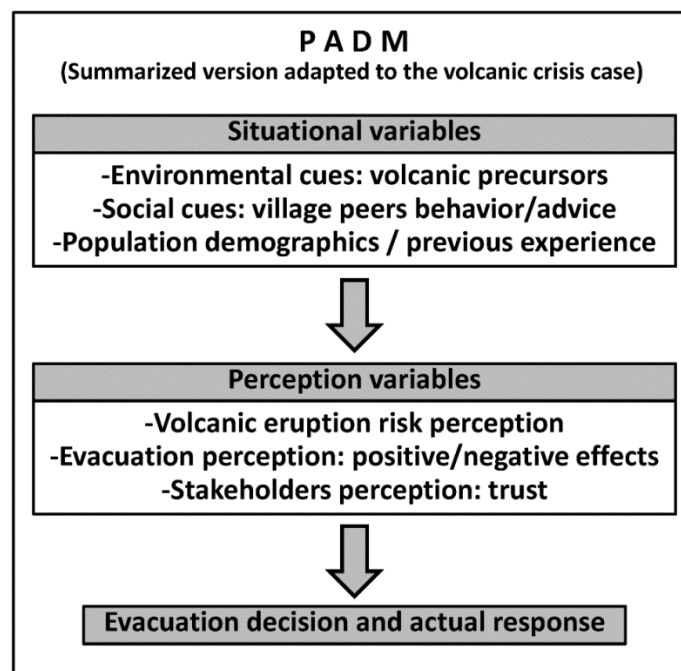 P A D M
(Summarized version adapted to the volcanic crisis case)
Situational variables
-Environmental cues: volcanic precursors
-Social cues: village peers behavior/advice
-Population demographics / previous experience
Perception variables
-Volcanic eruption risk perception
-Evacuation perception: positive/negative effects
-Stakeholders perception: trust
Evacuation decision and actual response